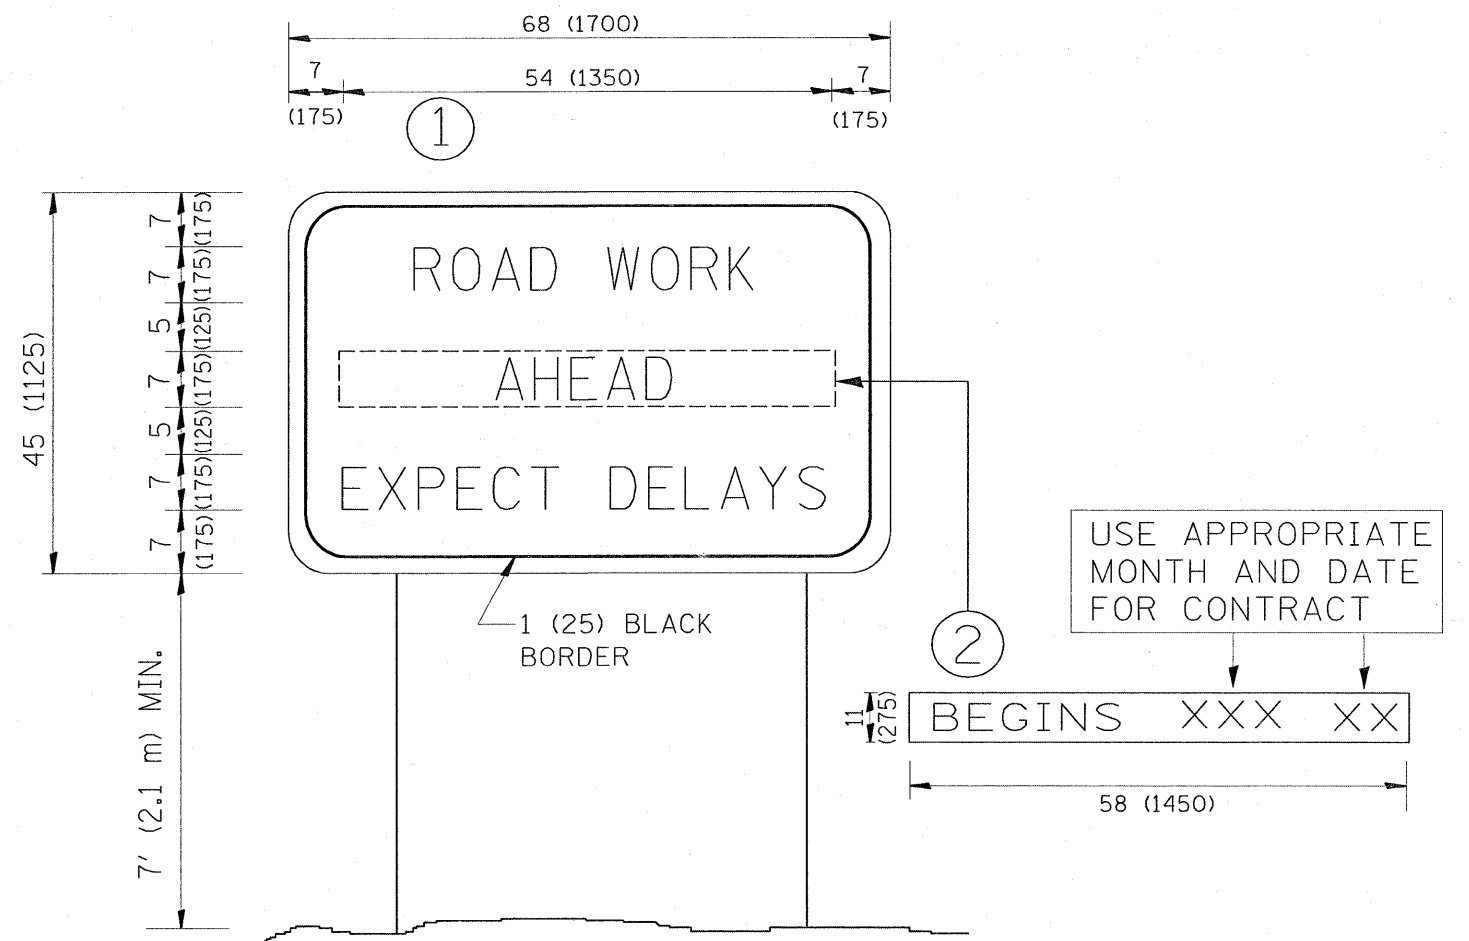 68 (1700)
7
54 (1350)
7
(175)
(175)
1
45 (1125)
7 (175)
7 (175)
5 (125)
7 (175)
5 (125)
7 (175)
7 (175)
ROAD WORK
AHEAD
EXPECT DELAYS
1 (25) BLACK
BORDER
7' (2.1 m) MIN.
2
USE APPROPRIATE
MONTH AND DATE
FOR CONTRACT
11
(275)
BEGINS XXX XX
58 (1450)